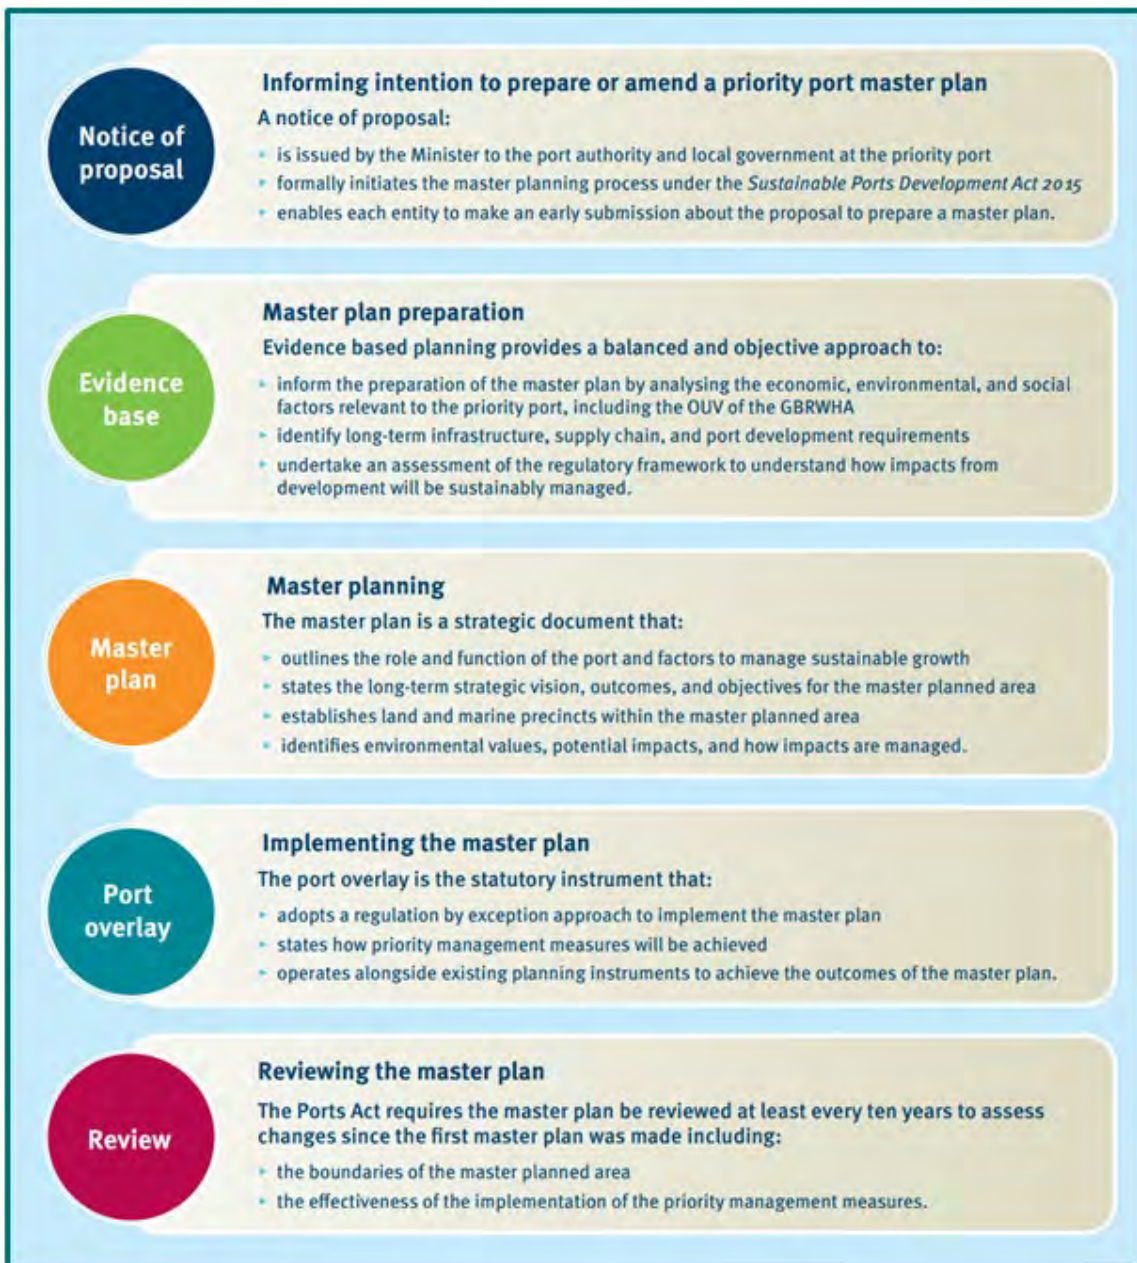 Notice of
proposal
Informing intention to prepare or amend a priority port master plan
A notice of proposal:
is issued by the Minister to the port authority and local government at the priority port
formally initiates the master planning process under the Sustainable Ports Development Act 2015
enables each entity to make an early submission about the proposal to prepare a master plan.
Evidence
base
Master plan preparation
Evidence based planning provides a balanced and objective approach to:
inform the preparation of the master plan by analysing the economic, environmental, and social
factors relevant to the priority port, including the OUV of the GBRWHA
identify long-term infrastructure, supply chain, and port development requirements
undertake an assessment of the regulatory framework to understand how impacts from
development will be sustainably managed.
Master
plan
Master planning
The master plan is a strategic document that:
outlines the role and function of the port and factors to manage sustainable growth
states the long-term strategic vision, outcomes, and objectives for the master planned area
establishes land and marine precincts within the master planned area
identifies environmental values, potential impacts, and how impacts are managed.
Port
overlay
Implementing the master plan
The port overlay is the statutory instrument that:
adopts a regulation by exception approach to implement the master plan
states how priority management measures will be achieved
operates alongside existing planning instruments to achieve the outcomes of the master plan.
Review
Reviewing the master plan
The Ports Act requires the master plan be reviewed at least every ten years to assess
changes since the first master plan was made including:
the boundaries of the master planned area
the effectiveness of the implementation of the priority management measures.